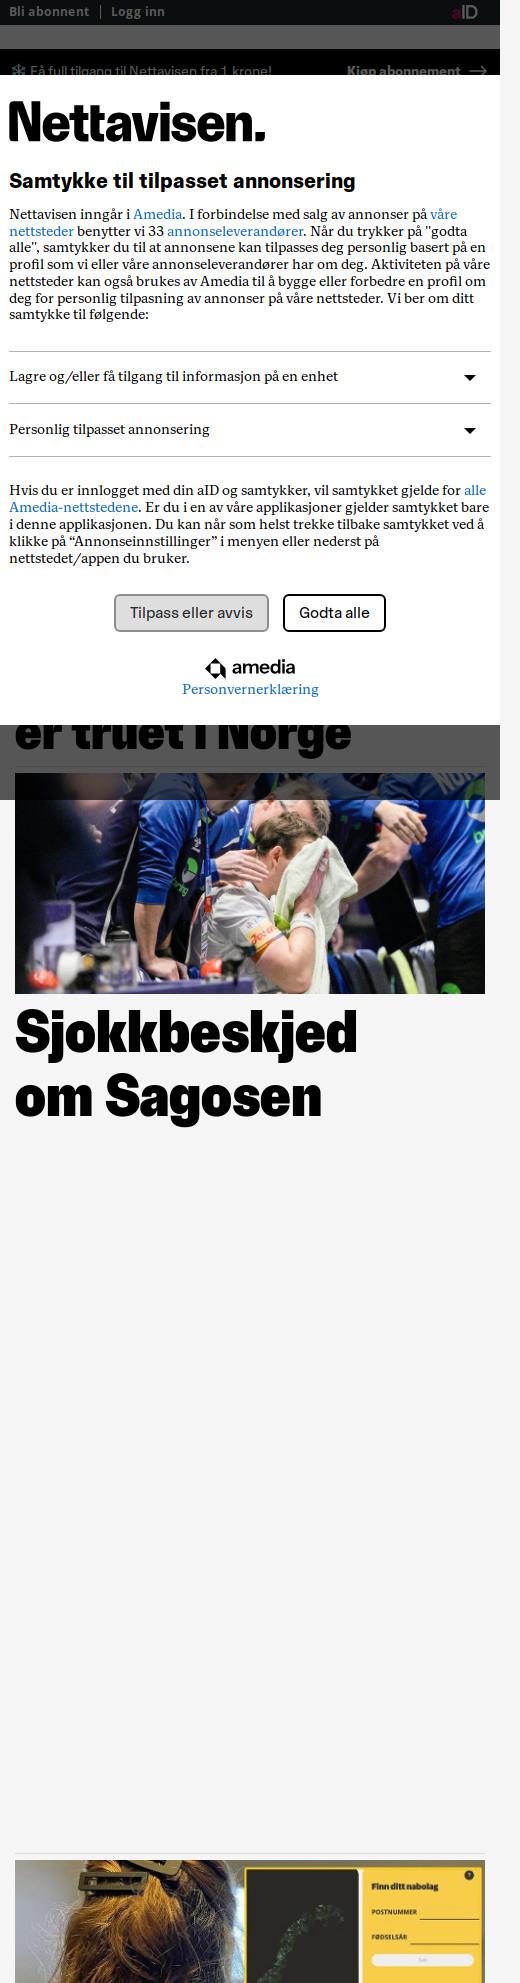 Bli abonnent | Logg inn aID
Få full tilgang til Nettavisen fra 1 krone! Kjøp abonnement →
Nettavisen.
Samtykke til tilpasset annonsering
Nettavisen inngår i Amedia. I forbindelse med salg av annonser på våre
nettsteder benytter vi 33 annonseleverandører. Når du trykker på "godta
alle", samtykker du til at annonsene kan tilpasses deg personlig basert på en
profil som vi eller våre annonseleverandører har om deg. Aktiviteten på våre
nettsteder kan også brukes av Amedia til å bygge eller forbedre en profil om
deg for personlig tilpasning av annonser på våre nettsteder. Vi ber om ditt
samtykke til følgende:
Lagre og/eller få tilgang til informasjon på en enhet
Personlig tilpasset annonsering
Hvis du er innlogget med din aID og samtykker, vil samtykket gjelde for alle
Amedia-nettstedene. Er du i en av våre applikasjoner gjelder samtykket bare
i denne applikasjonen. Du kan når som helst trekke tilbake samtykket ved å
klikke på “Annonseinnstillinger” i menyen eller nederst på
nettstedet/appen du bruker.
Tilpass eller avvis Godta alle
amedia
Personvernerklæring
er truet i Norge
Sjokkbeskjed
om Sagosen
Finn ditt nabolag
POSTNUMMER
FØDSELSÅR